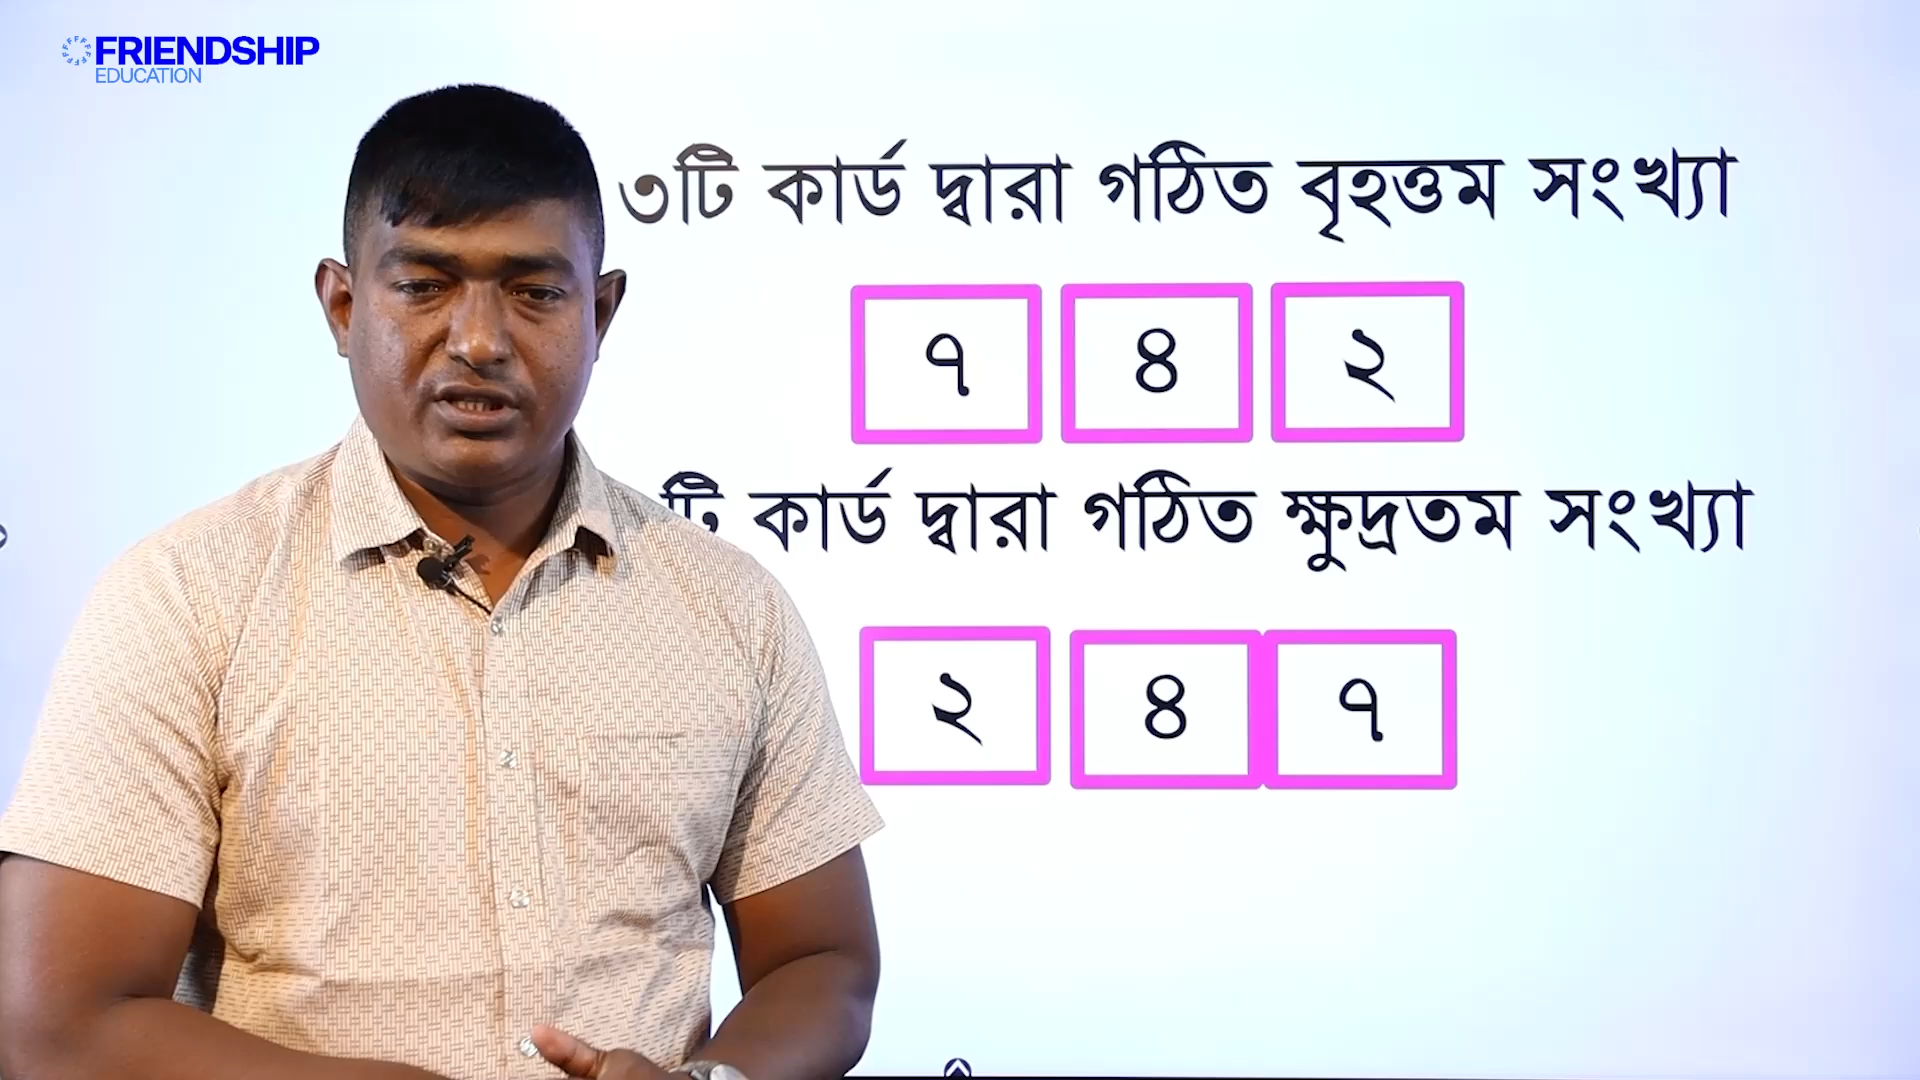 FRIENDSHIP
EDUCATION
৩টি কার্ড দ্বারা গঠিত বৃহত্তম সংখ্যা
৭ ৪ ২
টি কার্ড দ্বারা গঠিত ক্ষুদ্রতম সংখ্যা
২ ৪ ৭